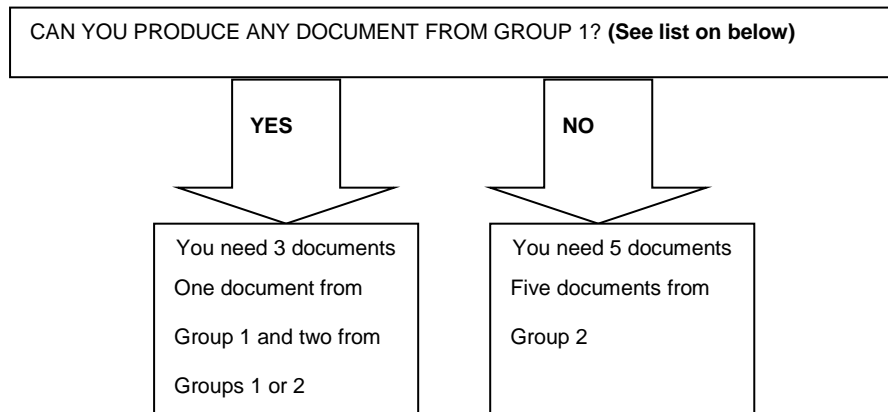 CAN YOU PRODUCE ANY DOCUMENT FROM GROUP 1? (See list on below)
YES
NO
You need 3 documents
One document from
Group 1 and two from
Groups 1 or 2
You need 5 documents
Five documents from
Group 2